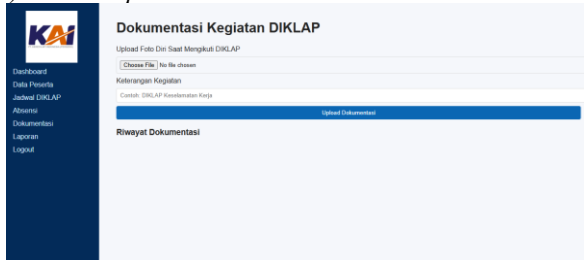 KAI
Dashboard
Data Peserta
Jadwal DIKLAP
Absensi
Dokumentasi
Laporan
Logout
Dokumentasi Kegiatan DIKLAP
Upload Foto Diri Saat Mengikuti DIKLAP
Choose File No file chosen
Keterangan Kegiatan
Contoh: DIKLAP Keselamatan Kerja
Upload Dokumentasi
Riwayat Dokumentasi